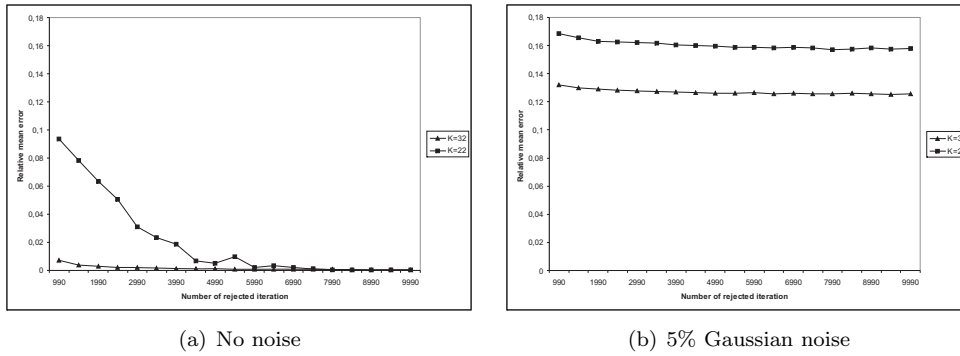 0,18
0,16
0,14
0,12
0,1
0,08
0,06
0,04
0,02
0
Relative mean error
990 1990 2990 3990 4990 5990 6990 7990 8990 9990
Number of rejected iteration
K=32
K=22
(a) No noise
0,18
0,16
0,14
0,12
0,1
0,08
0,06
0,04
0,02
0
Relative mean error
990 1990 2990 3990 4990 5990 6990 7990 8990 9990
Number of rejected iteration
K=3
K=2
(b) 5% Gaussian noise